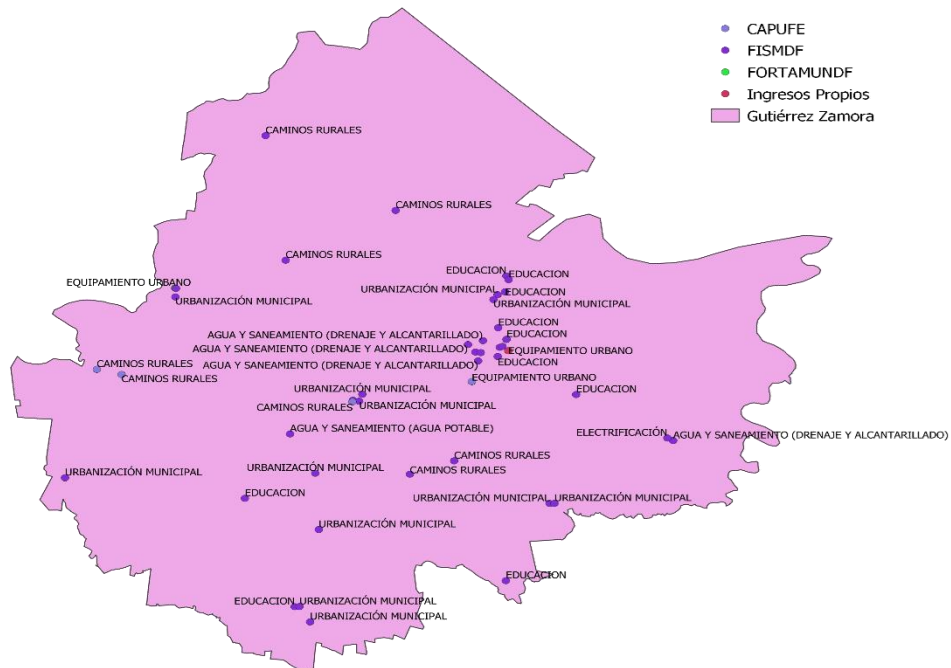 CAPUFE
FISMDF
FORTAMUNDF
Ingresos Propios
Gutiérrez Zamora
CAMINOS RURALES
CAMINOS RURALES
CAMINOS RURALES
EDUCACION
EDUCACION
EQUIPAMIENTO URBANO
URBANIZACIÓN MUNICIPAL
EDUCACION
URBANIZACIÓN MUNICIPAL
URBANIZACIÓN MUNICIPAL
EDUCACION
AGUA Y SANEAMIENTO (DRENAJE Y ALCANTARILLADO)
EDUCACION
AGUA Y SANEAMIENTO (DRENAJE Y ALCANTARILLADO)
EQUIPAMIENTO URBANO
CAMINOS RURALES
AGUA Y SANEAMIENTO (DRENAJE Y ALCANTARILLADO)
EDUCACION
CAMINOS RURALES
EQUIPAMIENTO URBANO
URBANIZACIÓN MUNICIPAL
EDUCACION
CAMINOS RURALES
URBANIZACIÓN MUNICIPAL
AGUA Y SANEAMIENTO (AGUA POTABLE)
ELECTRIFICACIÓN
AGUA Y SANEAMIENTO (DRENAJE Y ALCANTARILLADO)
CAMINOS RURALES
URBANIZACIÓN MUNICIPAL
URBANIZACIÓN MUNICIPAL
CAMINOS RURALES
EDUCACION
URBANIZACIÓN MUNICIPAL
URBANIZACIÓN MUNICIPAL
URBANIZACIÓN MUNICIPAL
EDUCACION
EDUCACION
URBANIZACIÓN MUNICIPAL
URBANIZACIÓN MUNICIPAL